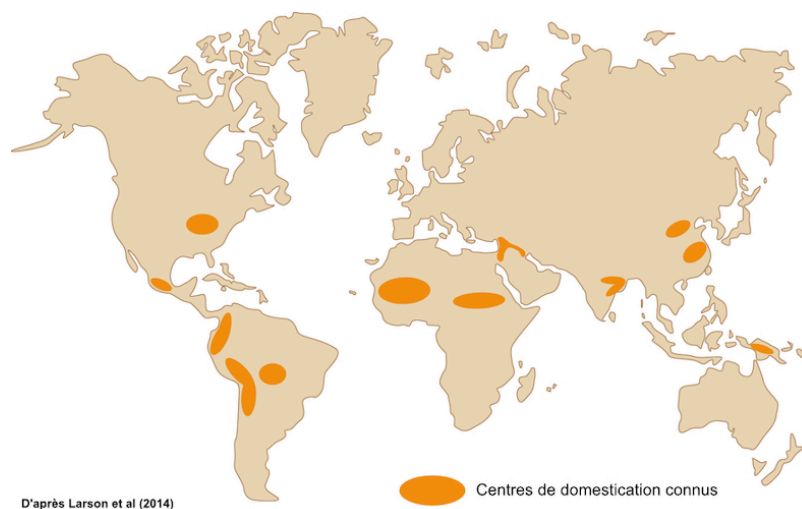 Centres de domestication connus
D'après Larson et al (2014)